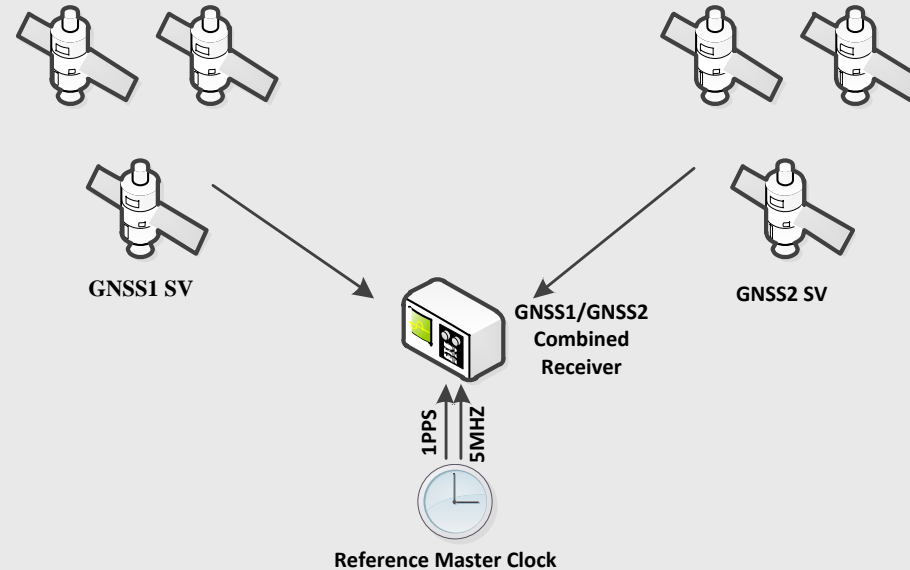 GNSS1 SV
GNSS2 SV
GNSS1/GNSS2
Combined
Receiver
1PPS
5MHZ
Reference Master Clock